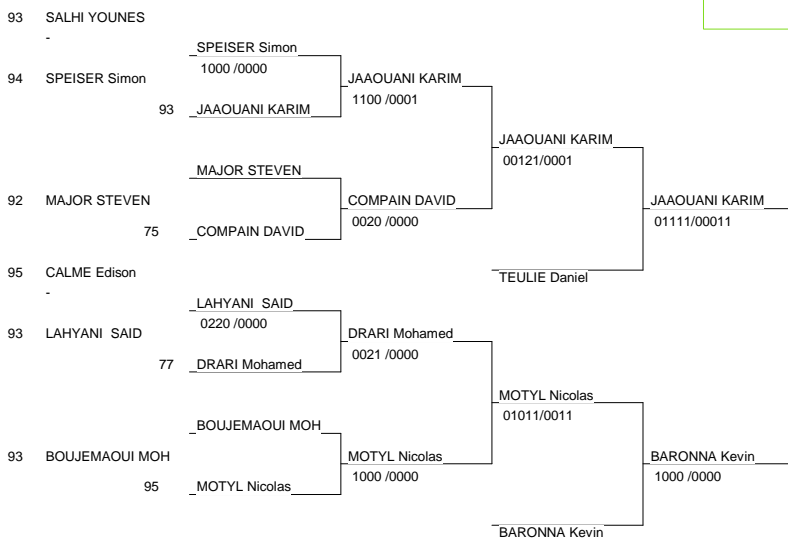 93 SALHI YOUNES
-
SPEISER Simon
1000 /0000
94 SPEISER Simon
JAAOUANI KARIM
1100 /0001
93 JAAOUANI KARIM
JAAOUANI KARIM
00121/0001
MAJOR STEVEN
92 MAJOR STEVEN
COMPAIN DAVID
0020 /0000
JAAOUANI KARIM
01111/00011
75 COMPAIN DAVID
95 CALME Edison
-
TEULIE Daniel
LAHYANI SAID
0220 /0000
93 LAHYANI SAID
DRARI Mohamed
0021 /0000
77 DRARI Mohamed
MOTYL Nicolas
01011/0011
BOUJEMAOUI MOH
93 BOUJEMAOUI MOH
MOTYL Nicolas
1000 /0000
BARONNA Kevin
1000 /0000
95 MOTYL Nicolas
BARONNA Kevin